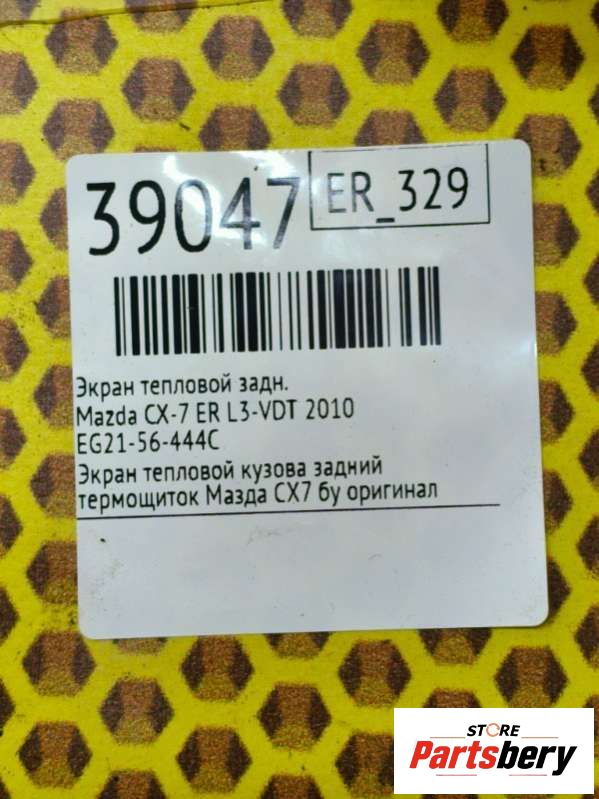 39047
ER_329
Экран тепловой задн.
Mazda CX-7 ER L3-VDT 2010
EG21-56-444C
Экран тепловой кузова задний
термощиток Мазда СХ7 бу оригинал
STORE
Partsbery